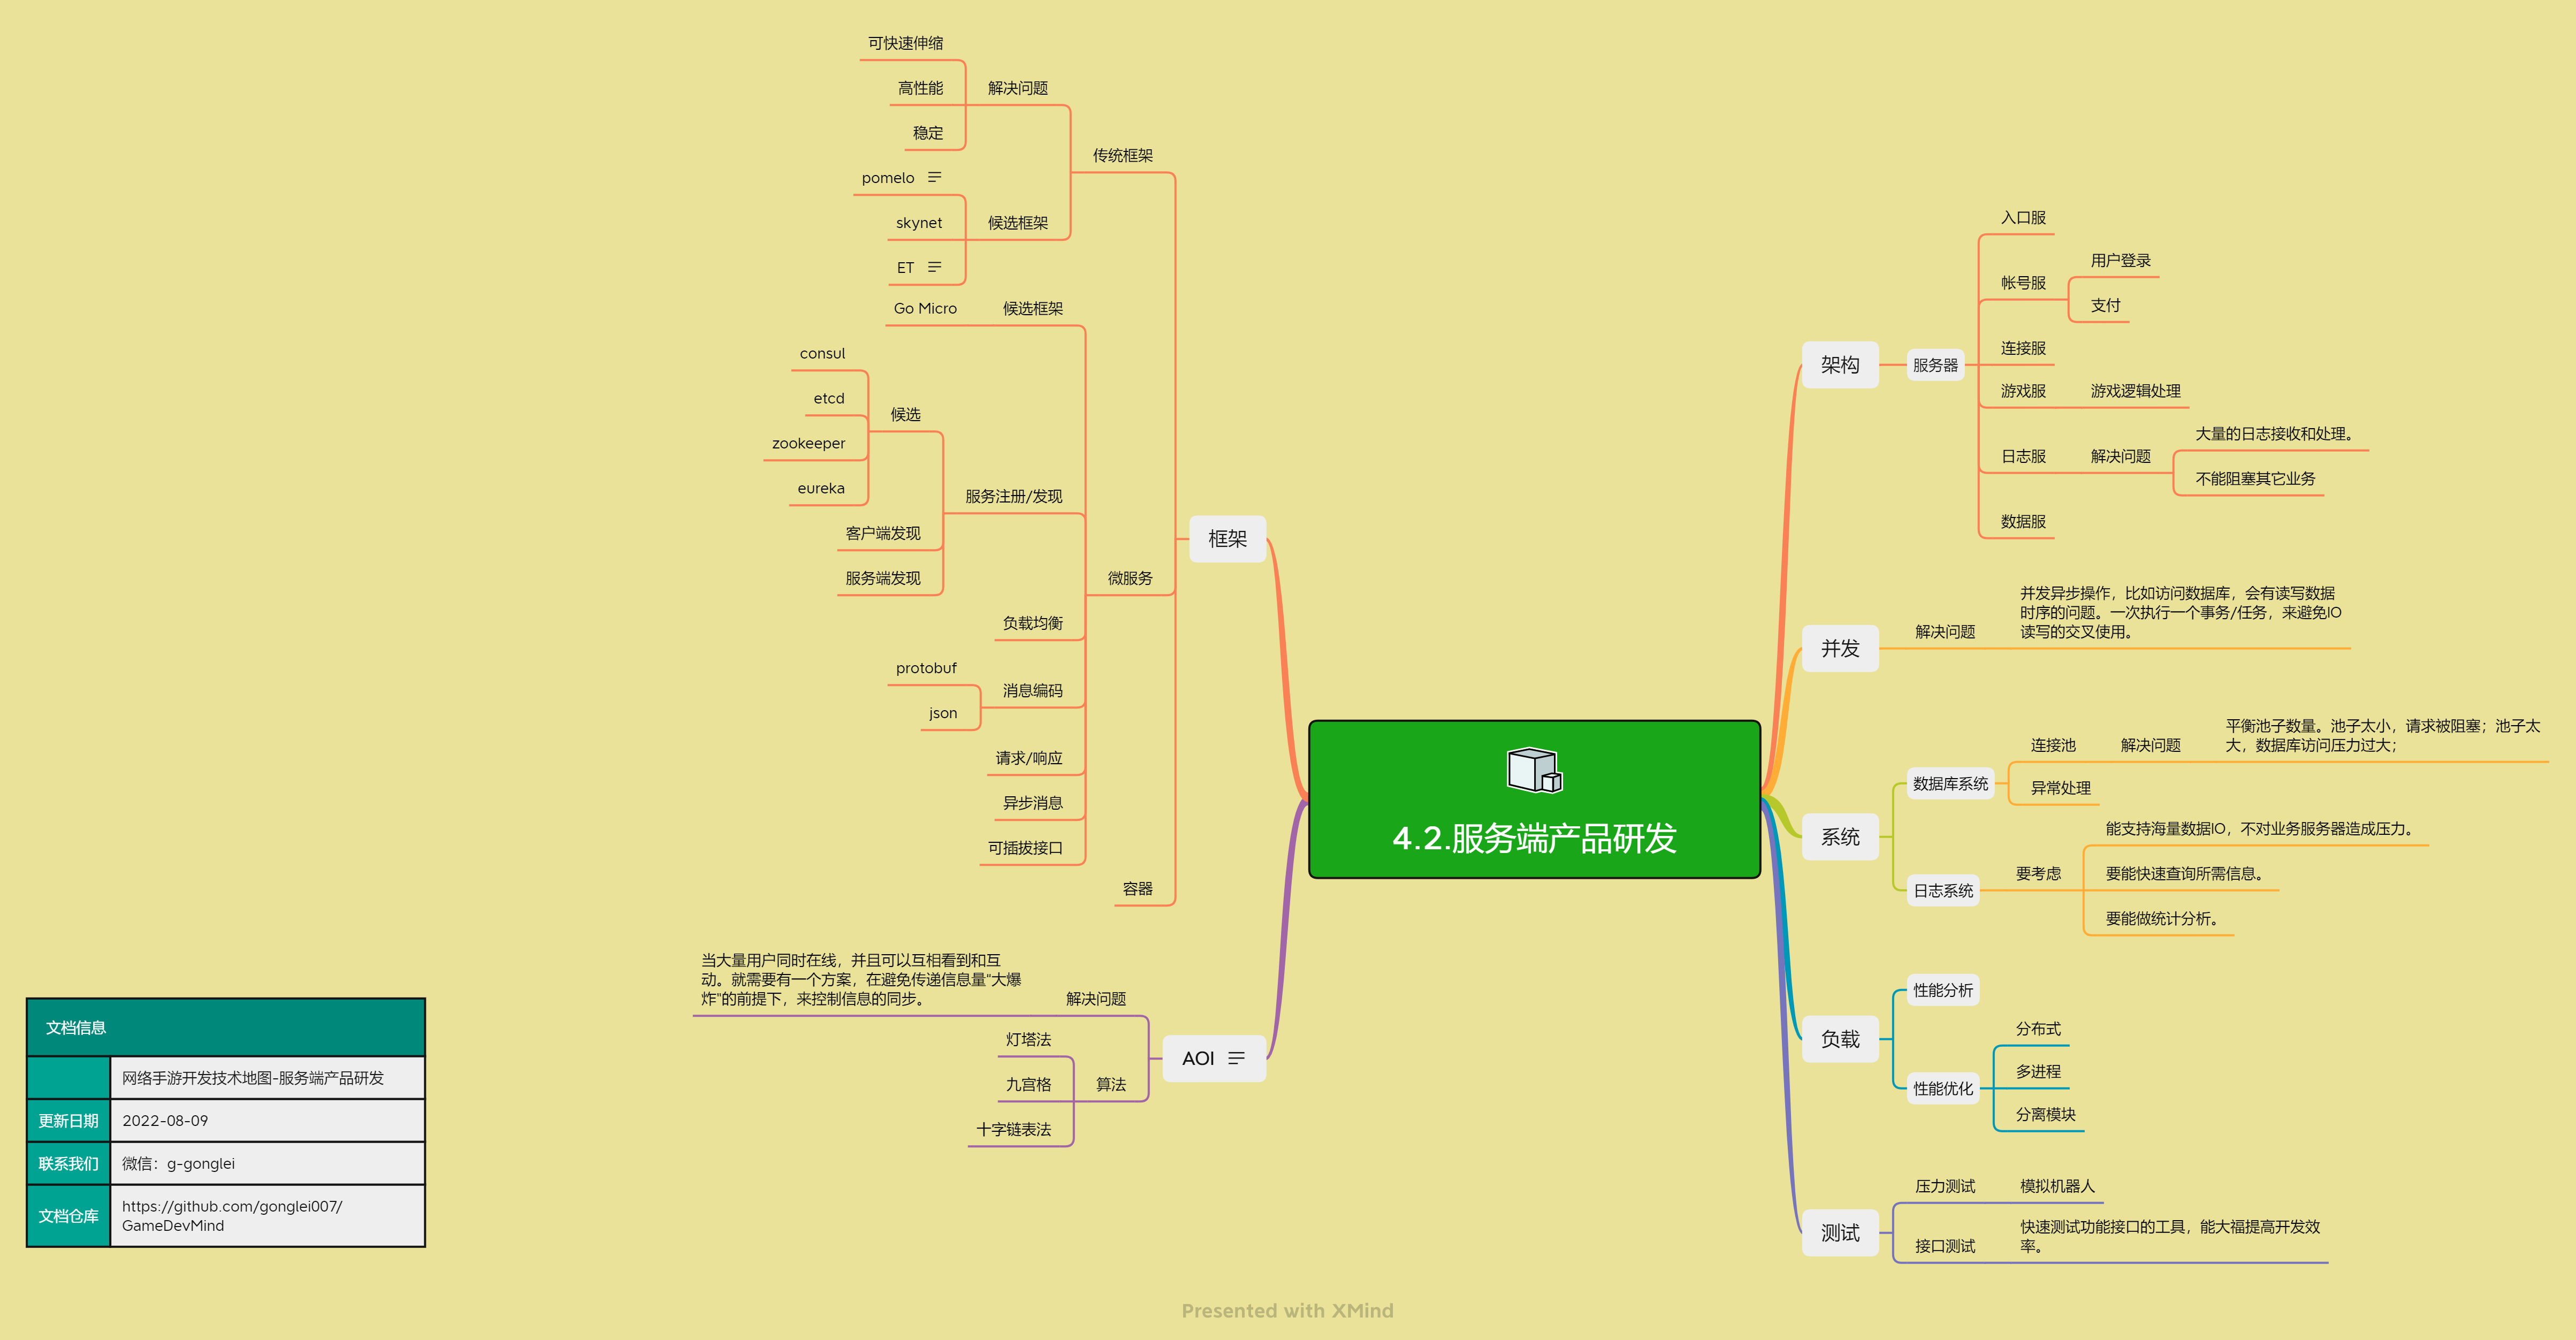 4.2.服务端产品研发
架构
服务器
入口服
帐号服
用户登录
支付
连接服
游戏服
游戏逻辑处理
日志服
解决问题
大量的日志接收和处理。
不能阻塞其它业务
数据服
并发
解决问题
并发异步操作，比如访问数据库，会有读写数据
时序的问题。一次执行一个事务/任务，来避免IO
读写的交叉使用。
系统
数据库系统
连接池
解决问题
平衡池子数量。池子太小，请求被阻塞；池子太
大，数据库访问压力过大；
异常处理
日志系统
要考虑
能支持海量数据IO，不对业务服务器造成压力。
要能快速查询所需信息。
要能做统计分析。
负载
性能分析
性能优化
分布式
多进程
分离模块
测试
压力测试
模拟机器人
接口测试
快速测试功能接口的工具，能大福提高开发效
率。
框架
传统框架
解决问题
可快速伸缩
高性能
稳定
候选框架
pomelo
skynet
ET
微服务
候选框架
Go Micro
服务注册/发现
候选
consul
etcd
zookeeper
eureka
客户端发现
服务端发现
负载均衡
消息编码
protobuf
json
请求/响应
异步消息
可插拔接口
容器
AOI
解决问题
当大量用户同时在线，并且可以互相看到和互
动。就需要有一个方案，在避免传递信息量“大爆
炸”的前提下，来控制信息的同步。
算法
灯塔法
九宫格
十字链表法
文档信息
网络手游开发技术地图-服务端产品研发
更新日期
2022-08-09
联系我们
微信：g-gonglei
文档仓库
https://github.com/gonglei007/
GameDevMind
Presented with XMind